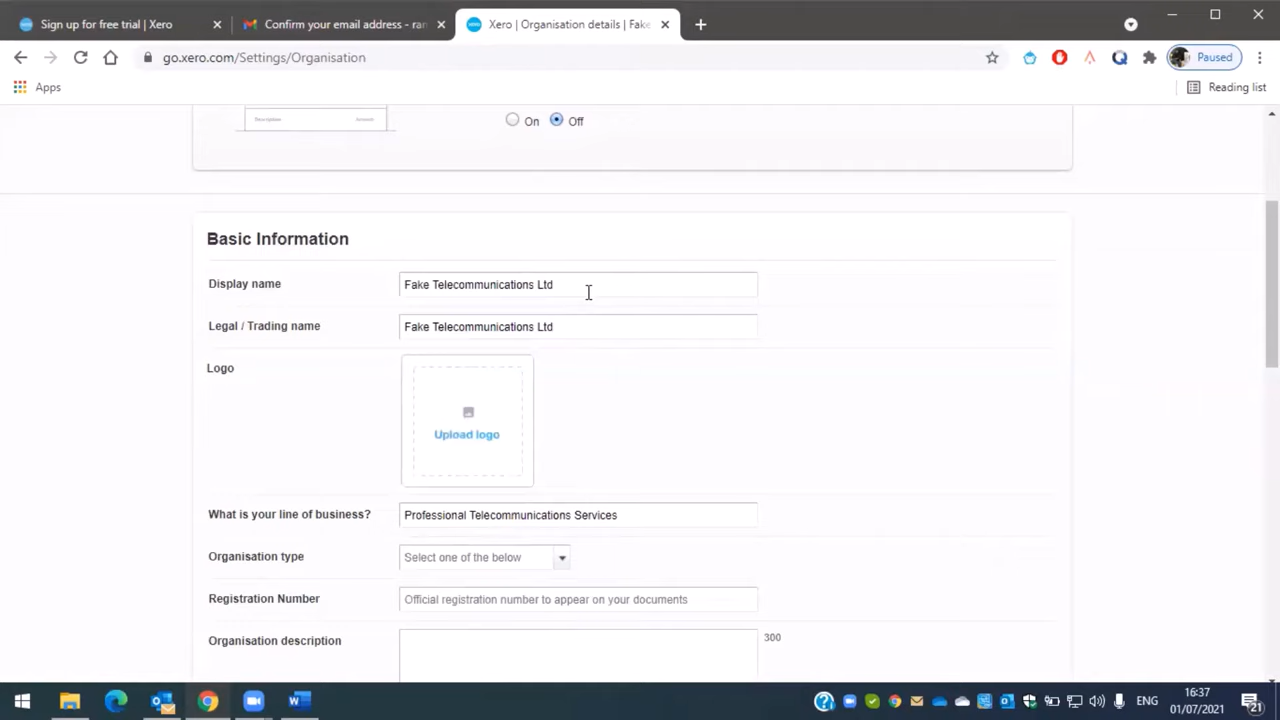 Sign up for free trial | Xero
Confirm your email address - ran
Xero | Organisation details | Fake
go.xero.com/Settings/Organisation
Paused
Apps
Reading list
Description
Amount
On
Off
Basic Information
Display name
Fake Telecommunications Ltd
Legal / Trading name
Fake Telecommunications Ltd
Logo
Upload logo
What is your line of business?
Professional Telecommunications Services
Organisation type
Select one of the below
Registration Number
Official registration number to appear on your documents
Organisation description
300
ENG
16:37
01/07/2021
21